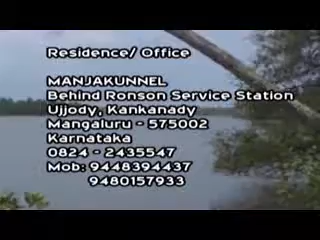 Residence/ Office
MANJAKUNNEL
Behind Ronson Service Station
Ujjody, Kankanady
Mangaluru - 575002
Karnataka
0824 - 2435547
Mob: 9448394437
9480157933